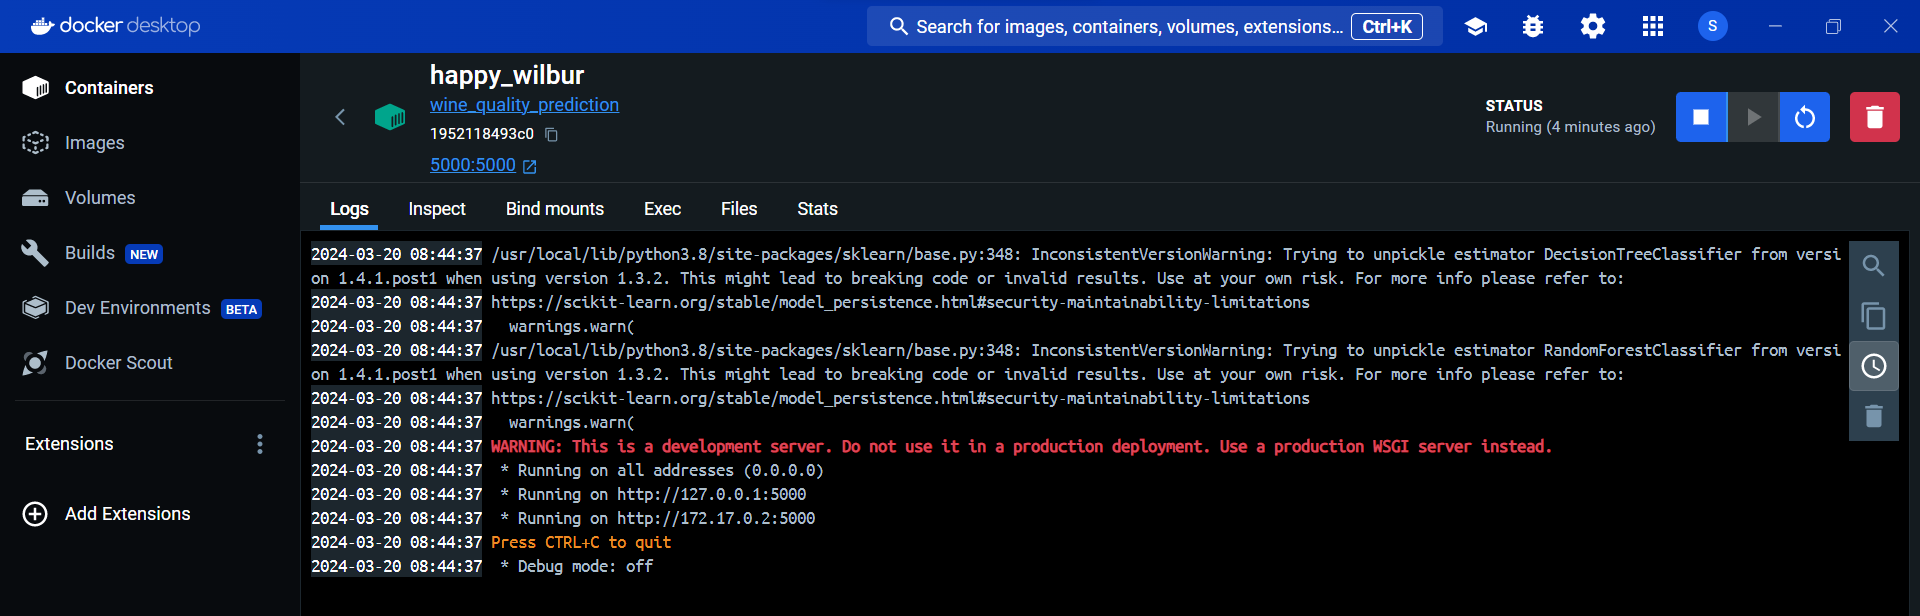 docker desktop
Search for images, containers, volumes, extensions... Ctrl+K
S
Containers
Images
Volumes
Builds NEW
Dev Environments BETA
Docker Scout
Extensions
Add Extensions
happy_wilbur
wine_quality_prediction
1952118493c0
5000:5000
STATUS
Running (4 minutes ago)
Logs Inspect Bind mounts Exec Files Stats
2024-03-20 08:44:37 /usr/local/lib/python3.8/site-packages/sklearn/base.py:348: InconsistentVersionWarning: Trying to unpickle estimator DecisionTreeClassifier from versi
on 1.4.1.post1 when using version 1.3.2. This might lead to breaking code or invalid results. Use at your own risk. For more info please refer to:
2024-03-20 08:44:37 https://scikit-learn.org/stable/model_persistence.html#security-maintainability-limitations
2024-03-20 08:44:37   warnings.warn(
2024-03-20 08:44:37 /usr/local/lib/python3.8/site-packages/sklearn/base.py:348: InconsistentVersionWarning: Trying to unpickle estimator RandomForestClassifier from versi
on 1.4.1.post1 when using version 1.3.2. This might lead to breaking code or invalid results. Use at your own risk. For more info please refer to:
2024-03-20 08:44:37 https://scikit-learn.org/stable/model_persistence.html#security-maintainability-limitations
2024-03-20 08:44:37   warnings.warn(
2024-03-20 08:44:37 WARNING: This is a development server. Do not use it in a production deployment. Use a production WSGI server instead.
2024-03-20 08:44:37  * Running on all addresses (0.0.0.0)
2024-03-20 08:44:37  * Running on http://127.0.0.1:5000
2024-03-20 08:44:37  * Running on http://172.17.0.2:5000
2024-03-20 08:44:37 Press CTRL+C to quit
2024-03-20 08:44:37  * Debug mode: off